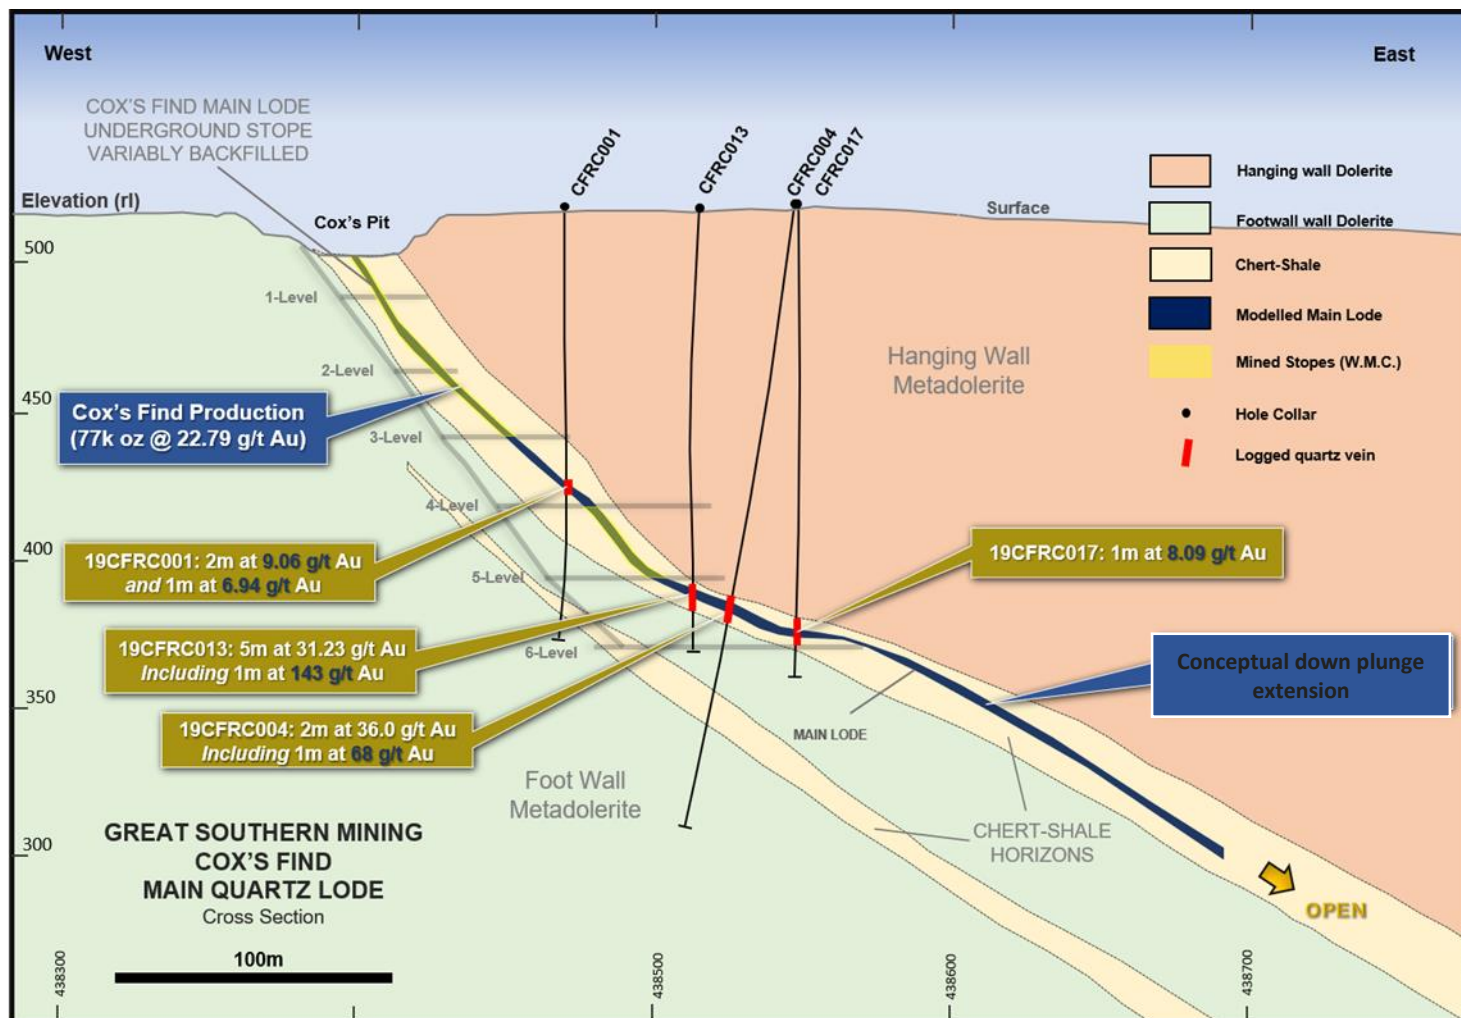 West
East
COX'S FIND MAIN LODE
UNDERGROUND STOPE
VARIABLY BACKFILLED
CFRC001
CFRC013
CFRC004
CFRC017
Elevation (rl)
Cox's Pit
Surface
Hanging wall Dolerite
Footwall wall Dolerite
Chert-Shale
Modelled Main Lode
Mined Stopes (W.M.C.)
Hole Collar
Logged quartz vein
500
450
400
350
300
1-Level
2-Level
3-Level
4-Level
5-Level
6-Level
Hanging Wall
Metadolerite
Cox's Find Production
(77k oz @ 22.79 g/t Au)
19CFRC001: 2m at 9.06 g/t Au
and 1m at 6.94 g/t Au
19CFRC017: 1m at 8.09 g/t Au
19CFRC013: 5m at 31.23 g/t Au
Including 1m at 143 g/t Au
19CFRC004: 2m at 36.0 g/t Au
Including 1m at 68 g/t Au
Conceptual down plunge
extension
MAIN LODE
Foot Wall
Metadolerite
CHERT-SHALE
HORIZONS
OPEN
GREAT SOUTHERN MINING
COX'S FIND
MAIN QUARTZ LODE
Cross Section
100m
438300
438500
438600
438700